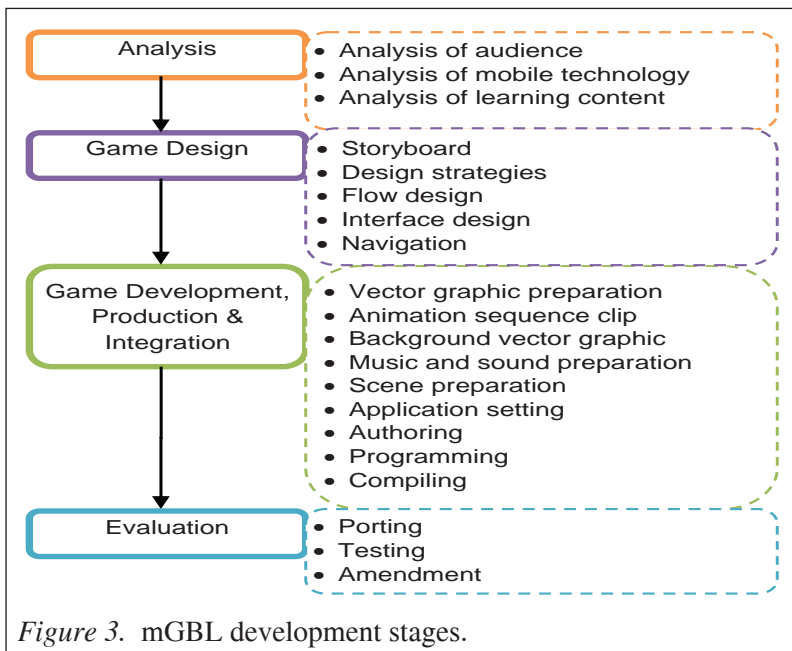 Analysis
• Analysis of audience
• Analysis of mobile technology
• Analysis of learning content
Game Design
• Storyboard
• Design strategies
• Flow design
• Interface design
• Navigation
Game Development,
Production &
Integration
• Vector graphic preparation
• Animation sequence clip
• Background vector graphic
• Music and sound preparation
• Scene preparation
• Application setting
• Authoring
• Programming
• Compiling
Evaluation
• Porting
• Testing
• Amendment
Figure 3. mGBL development stages.